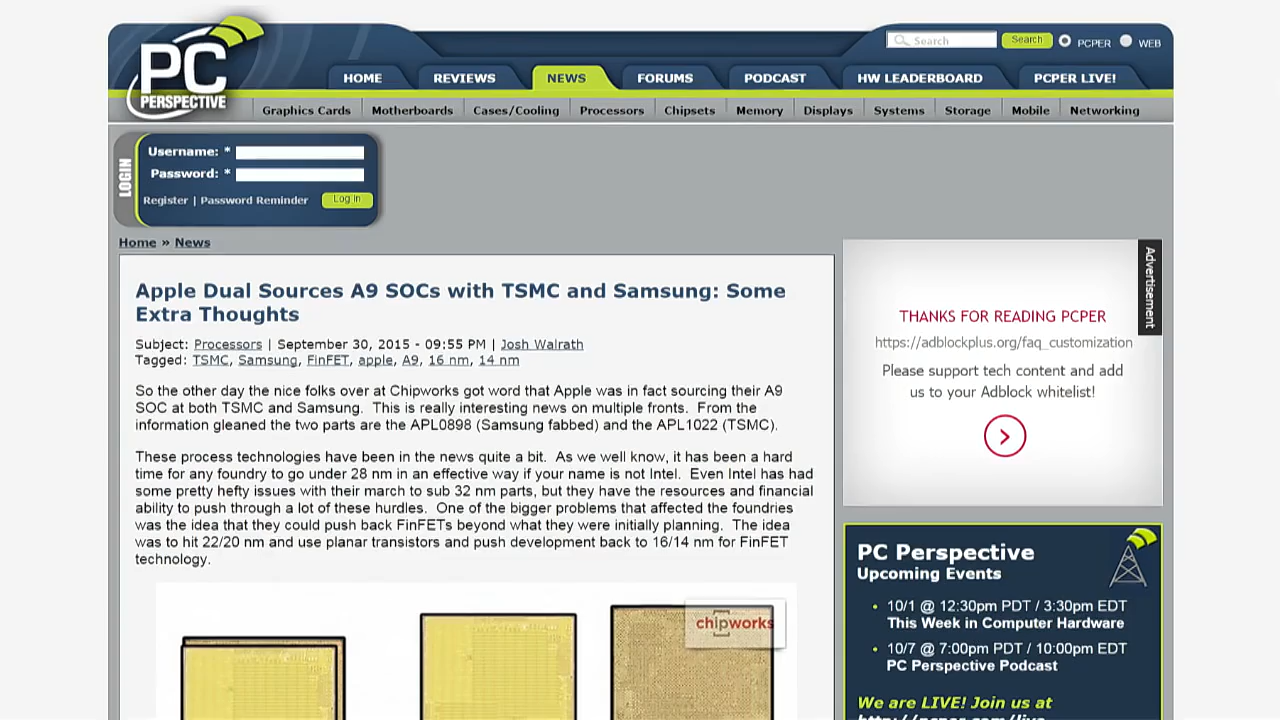 PC
PERSPECTIVE
Search
Search
PCPER
WEB
HOME
REVIEWS
NEWS
FORUMS
PODCAST
HW LEADERBOARD
PCPER LIVE!
Graphics Cards
Motherboards
Cases/Cooling
Processors
Chipsets
Memory
Displays
Systems
Storage
Mobile
Networking
LOGIN
Username: *
Password: *
Register | Password Reminder
Log in
Home » News
Apple Dual Sources A9 SOCs with TSMC and Samsung: Some
Extra Thoughts
Subject: Processors | September 30, 2015 - 09:55 PM | Josh Walrath
Tagged: TSMC, Samsung, FinFET, apple, A9, 16 nm, 14 nm
So the other day the nice folks over at Chipworks got word that Apple was in fact sourcing their A9
SOC at both TSMC and Samsung.  This is really interesting news on multiple fronts.  From the
information gleaned the two parts are the APL0898 (Samsung fabbed) and the APL1022 (TSMC).
These process technologies have been in the news quite a bit.  As we well know, it has been a hard
time for any foundry to go under 28 nm in an effective way if your name is not Intel.  Even Intel has had
some pretty hefty issues with their march to sub 32 nm parts, but they have the resources and financial
ability to push through a lot of these hurdles.  One of the bigger problems that affected the foundries
was the idea that they could push back FinFETs beyond what they were initially planning.  The idea
was to hit 22/20 nm and use planar transistors and push development back to 16/14 nm for FinFET
technology.
chipworks
Advertisement
THANKS FOR READING PCPER
https://adblockplus.org/faq_customization
Please support tech content and add
us to your Adblock whitelist!
PC Perspective
Upcoming Events
• 10/1 @ 12:30pm PDT / 3:30pm EDT
This Week in Computer Hardware
• 10/7 @ 7:00pm PDT / 10:00pm EDT
PC Perspective Podcast
We are LIVE! Join us at
http://pcper.com/live